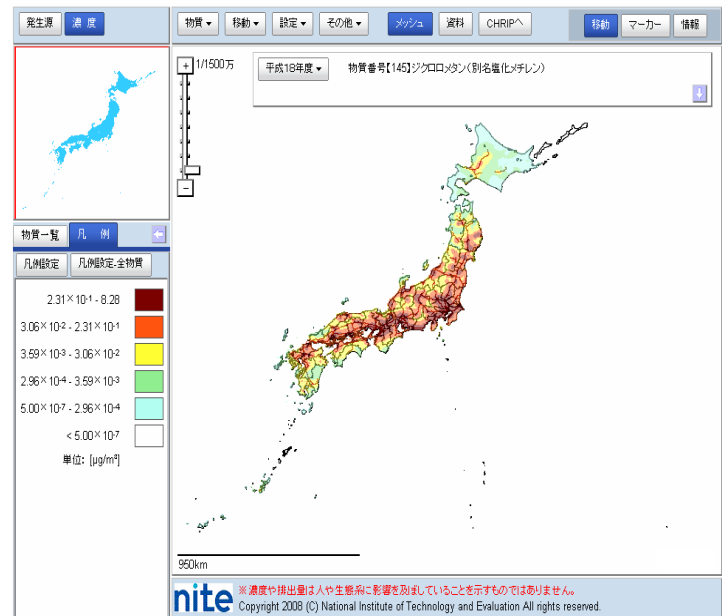 発生源 濃度
物質▼ 移動▼ 設定▼ その他▼ メッシュ 資料 CHRIPへ 移動 マーカー 情報
+ 1/1500万
平成18年度▼ 物質番号【145】ジクロロメタン(別名塩化メチレン)
物質一覧 凡 例
凡例設定 凡例設定-全物質
2.31×10-1 - 8.28
3.06×10-2 - 2.31×10-1
3.59×10-3 - 3.06×10-2
2.96×10-4 - 3.59×10-3
5.00×10-7 - 2.96×10-4
< 5.00×10-7
単位: [μg/m³]
950km
nite ※濃度や排出量は人や生態系に影響を及ぼしていることを示すものではありません。
Copyright 2008 (C) National Institute of Technology and Evaluation All rights reserved.